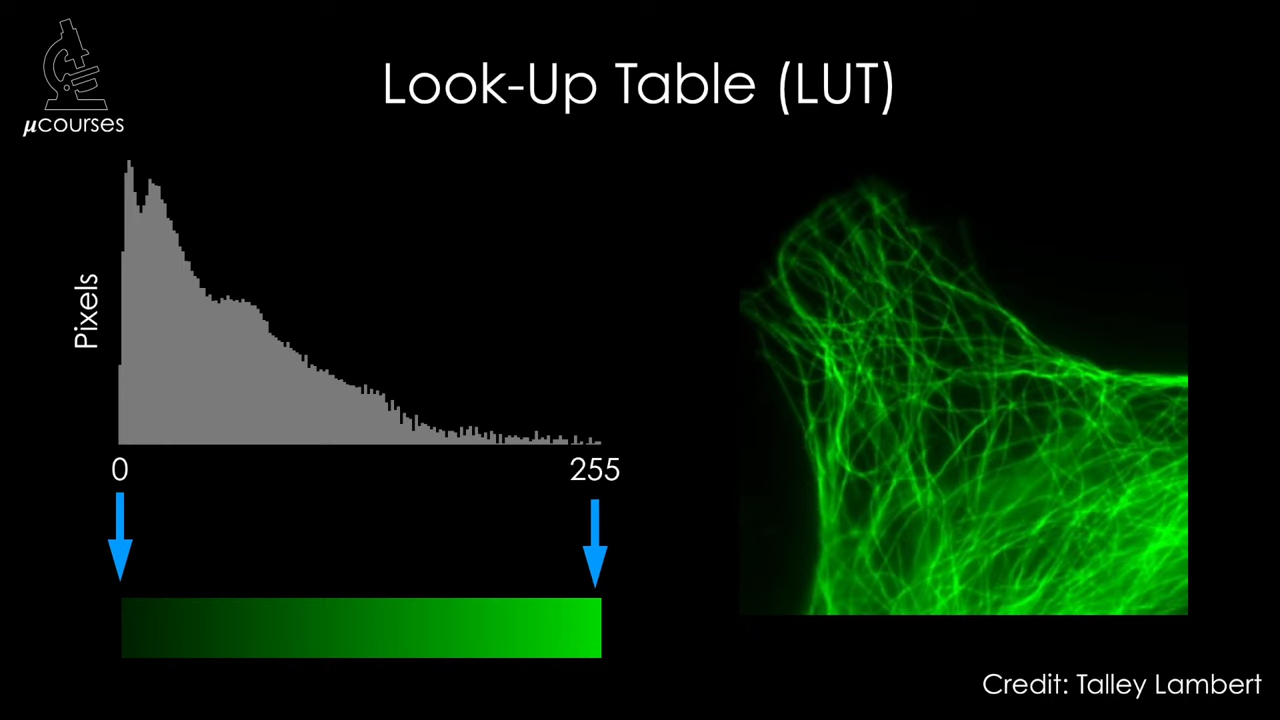 µcourses
Look-Up Table (LUT)
Pixels
0
255
Credit: Talley Lambert